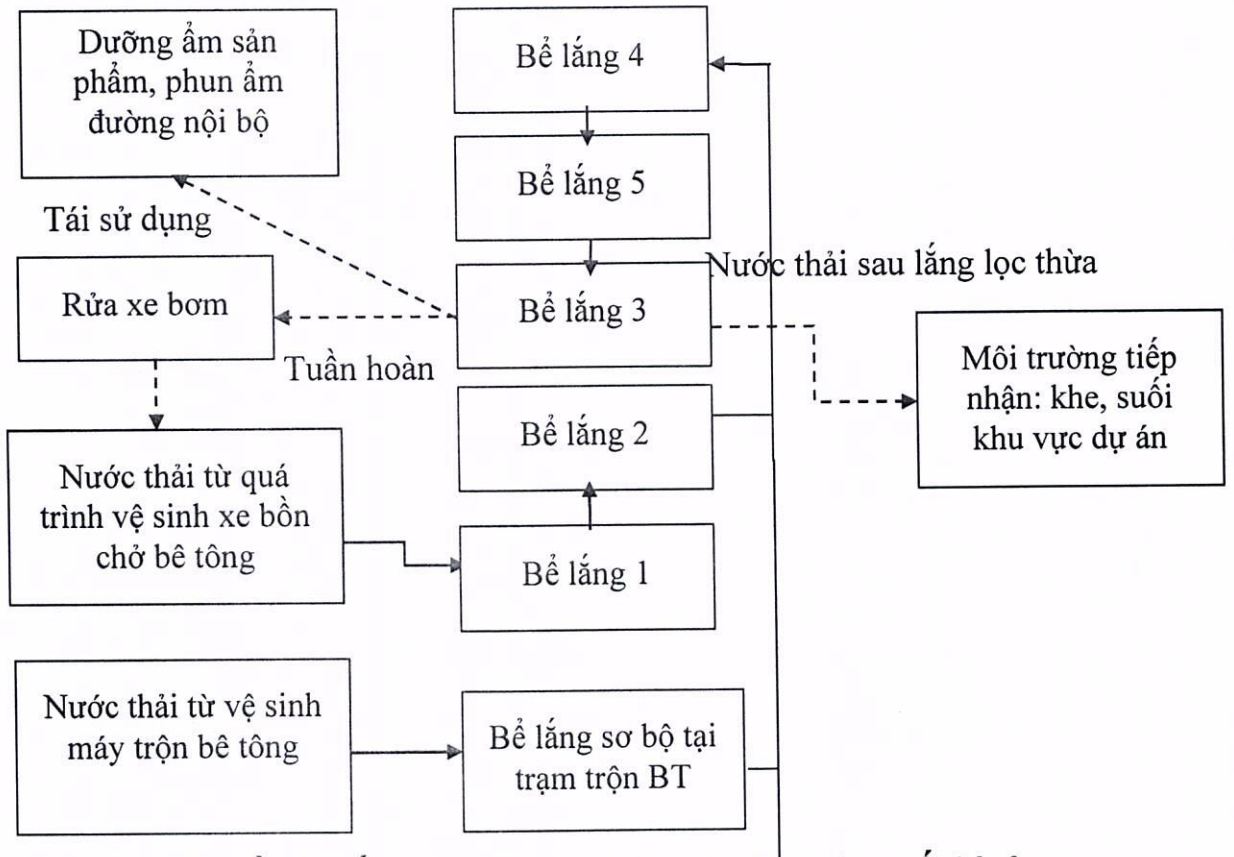 Dưỡng ẩm sản
phẩm, phun ẩm
đường nội bộ
Bể lắng 4
Bể lắng 5
Tái sử dụng
Nước thải sau lắng lọc thừa
Rửa xe bơm
Bể lắng 3
Tuần hoàn
Môi trường tiếp
nhận: khe, suối
khu vực dự án
Bể lắng 2
Nước thải từ quá
trình vệ sinh xe bồn
chở bê tông
Bể lắng 1
Nước thải từ vệ sinh
máy trộn bê tông
Bể lắng sơ bộ tại
trạm trộn BT